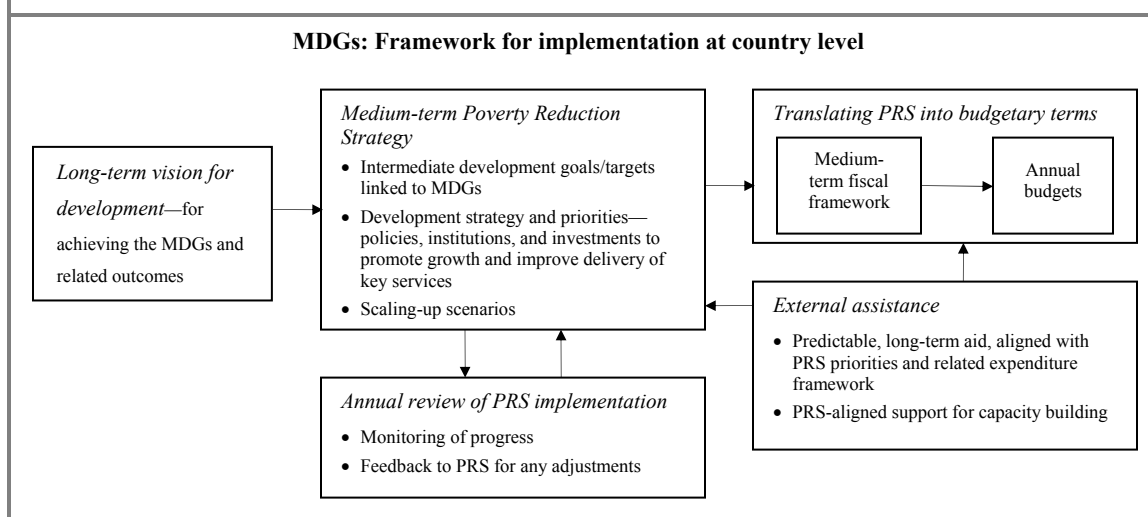 MDGs: Framework for implementation at country level
Long-term vision for
development—for
achieving the MDGs and
related outcomes
Medium-term Poverty Reduction
Strategy
• Intermediate development goals/targets
linked to MDGs
• Development strategy and priorities—
policies, institutions, and investments to
promote growth and improve delivery of
key services
• Scaling-up scenarios
Translating PRS into budgetary terms
Medium-
term fiscal
framework
Annual
budgets
Annual review of PRS implementation
• Monitoring of progress
• Feedback to PRS for any adjustments
External assistance
• Predictable, long-term aid, aligned with
PRS priorities and related expenditure
framework
• PRS-aligned support for capacity building